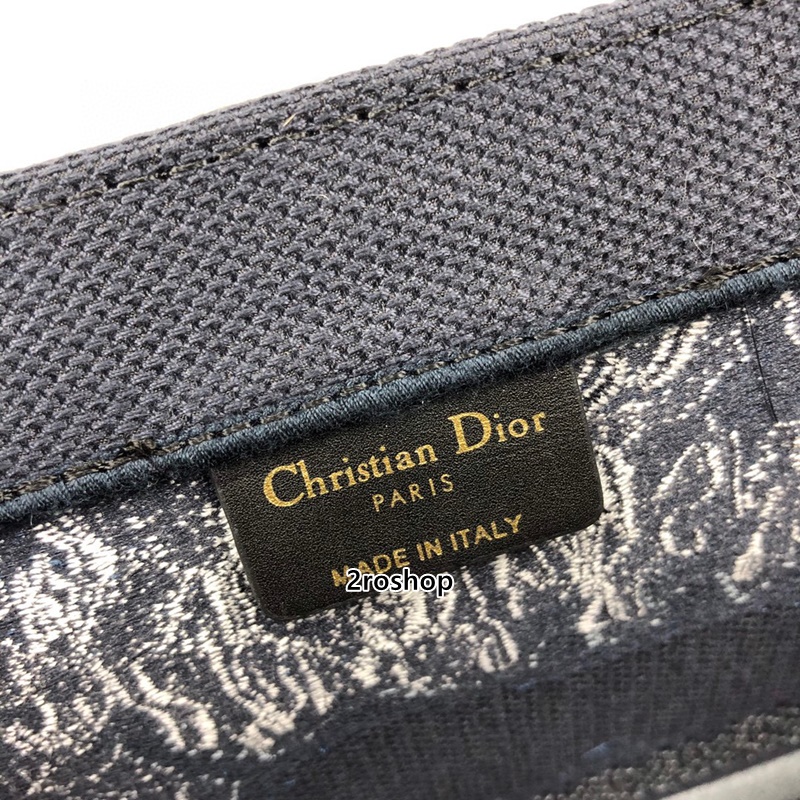 Christian Dior
PARIS
MADE IN ITALY
2roshop